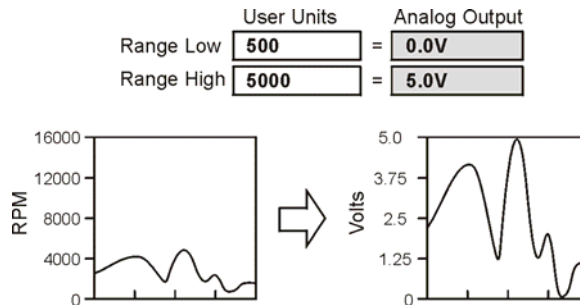 User Units Analog Output
Range Low 500 = 0.0V
Range High 5000 = 5.0V
16000
12000
8000
4000
0
RPM
5.0
3.75
2.5
1.25
0.0
Volts